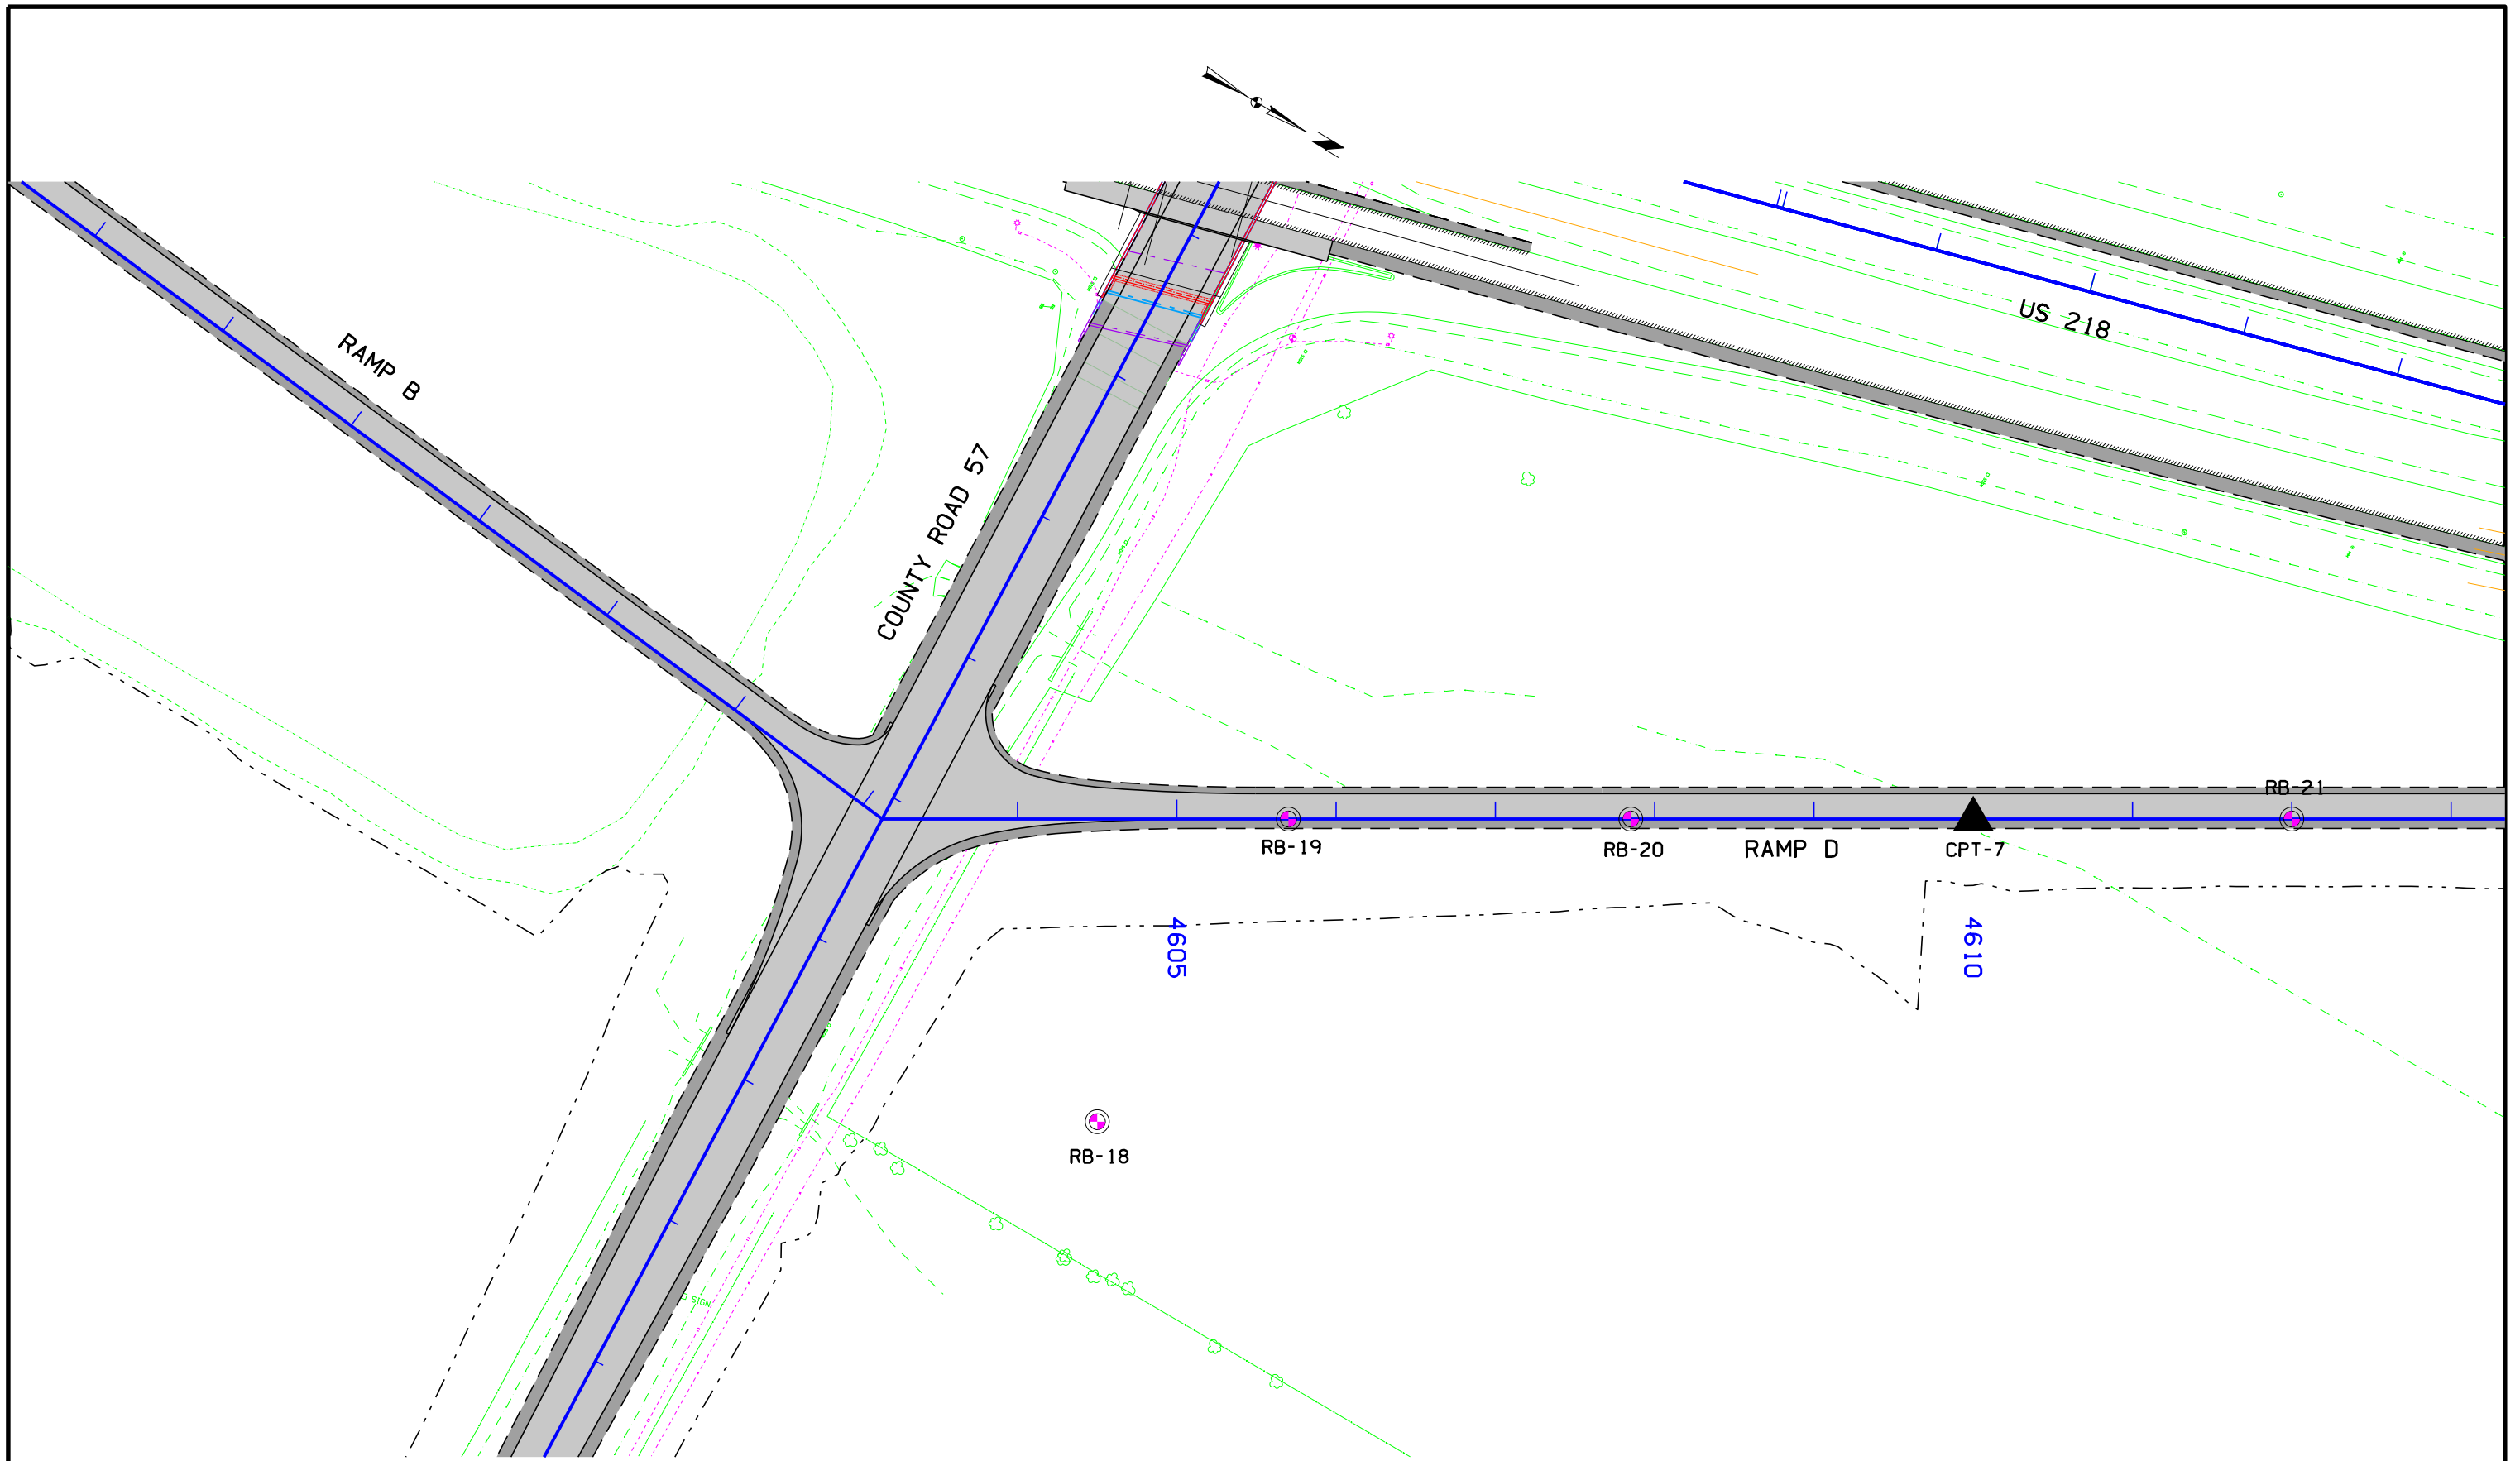 N
US 218
RAMP B
COUNTY ROAD 57
RB-21
RB-19
RB-20
RAMP D
CPT-7
4605
4610
RB-18
SIGN